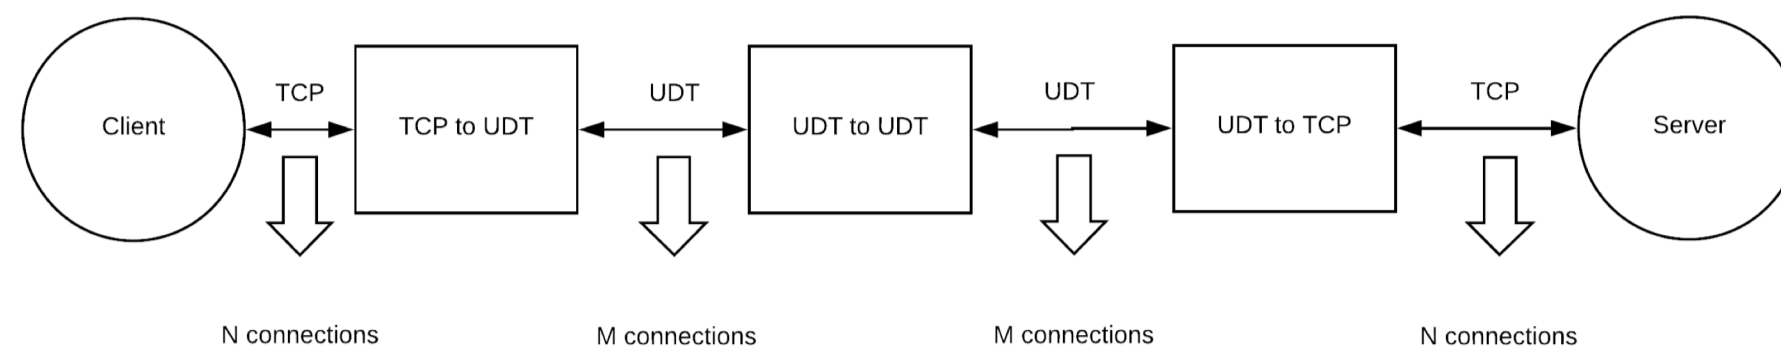 TCP
UDT
UDT
TCP
Client
TCP to UDT
UDT to UDT
UDT to TCP
Server
N connections
M connections
M connections
N connections